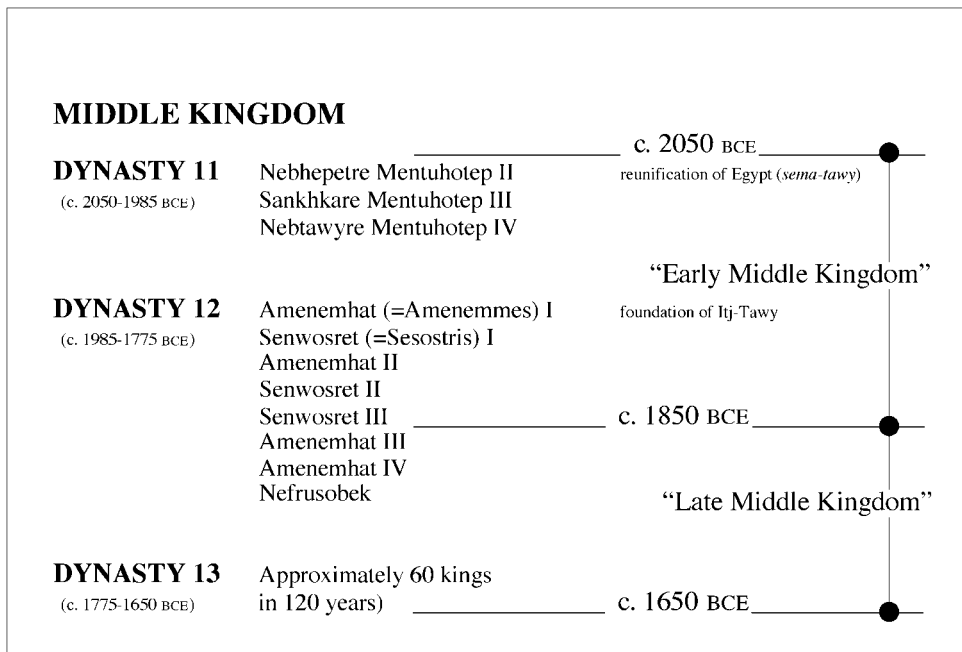 MIDDLE KINGDOM
c. 2050 BCE
DYNASTY 11 Nebhepetre Mentuhotep II reunification of Egypt (sema-tawy)
(c. 2050-1985 BCE) Sankhkare Mentuhotep III
Nebtawyre Mentuhotep IV
“Early Middle Kingdom”
DYNASTY 12 Amenemhat (=Amenemmes) I foundation of Itj-Tawy
(c. 1985-1775 BCE) Senwosret (=Sesostris) I
Amenemhat II
Senwosret II
Senwosret III c. 1850 BCE
Amenemhat III
Amenemhat IV
Nefrusobek
“Late Middle Kingdom”
DYNASTY 13 Approximately 60 kings
(c. 1775-1650 BCE) in 120 years) c. 1650 BCE